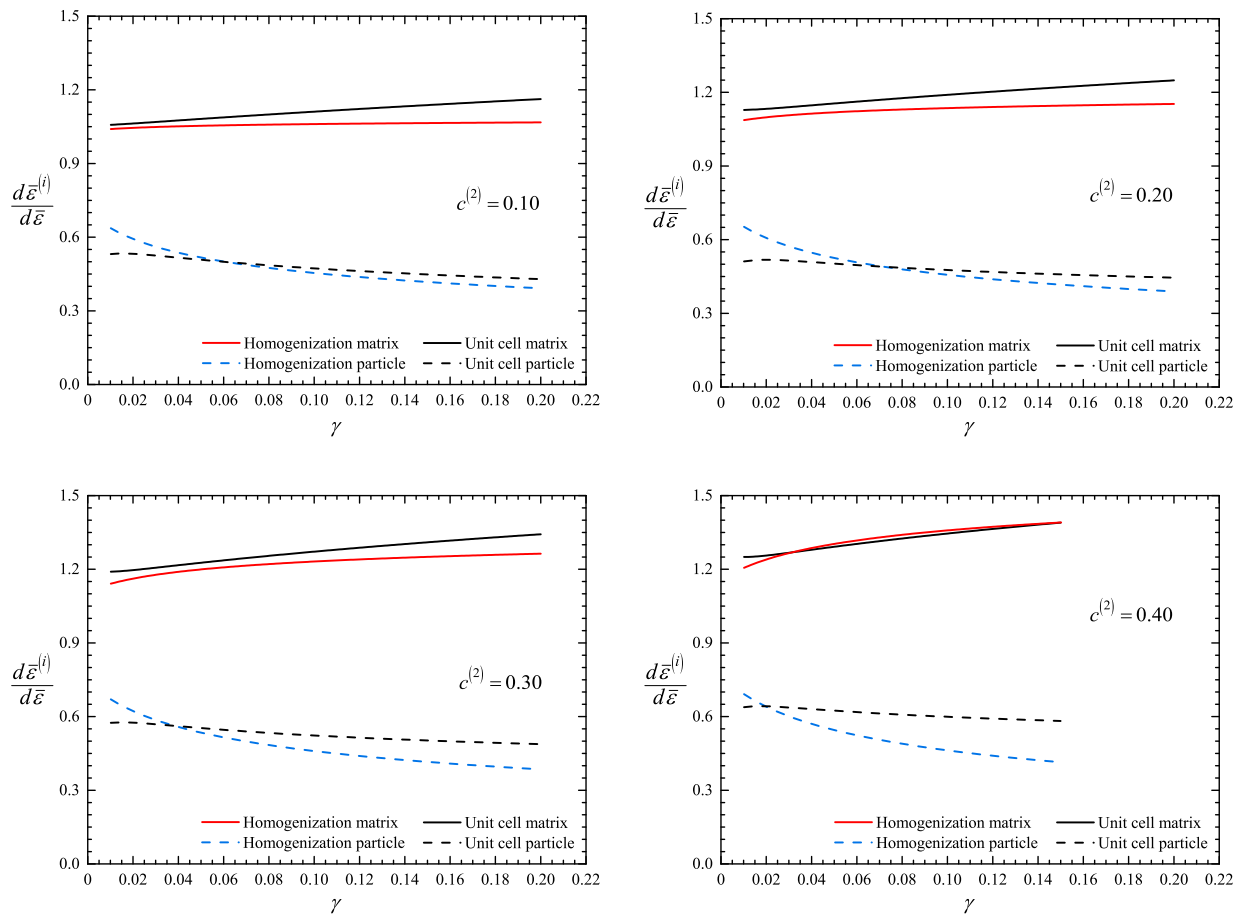 1.5
1.2
0.9
0.6
0.3
0.0
dε̄⁽ⁱ⁾
dε̄
c⁽²⁾ = 0.10
Homogenization matrix
Unit cell matrix
Homogenization particle
Unit cell particle
0 0.02 0.04 0.06 0.08 0.10 0.12 0.14 0.16 0.18 0.20 0.22
γ
1.5
1.2
0.9
0.6
0.3
0.0
dε̄⁽ⁱ⁾
dε̄
c⁽²⁾ = 0.20
Homogenization matrix
Unit cell matrix
Homogenization particle
Unit cell particle
0 0.02 0.04 0.06 0.08 0.10 0.12 0.14 0.16 0.18 0.20 0.22
γ
1.5
1.2
0.9
0.6
0.3
0.0
dε̄⁽ⁱ⁾
dε̄
c⁽²⁾ = 0.30
Homogenization matrix
Unit cell matrix
Homogenization particle
Unit cell particle
0 0.02 0.04 0.06 0.08 0.10 0.12 0.14 0.16 0.18 0.20 0.22
γ
1.5
1.2
0.9
0.6
0.3
0.0
dε̄⁽ⁱ⁾
dε̄
c⁽²⁾ = 0.40
Homogenization matrix
Unit cell matrix
Homogenization particle
Unit cell particle
0 0.02 0.04 0.06 0.08 0.10 0.12 0.14 0.16 0.18 0.20 0.22
γ